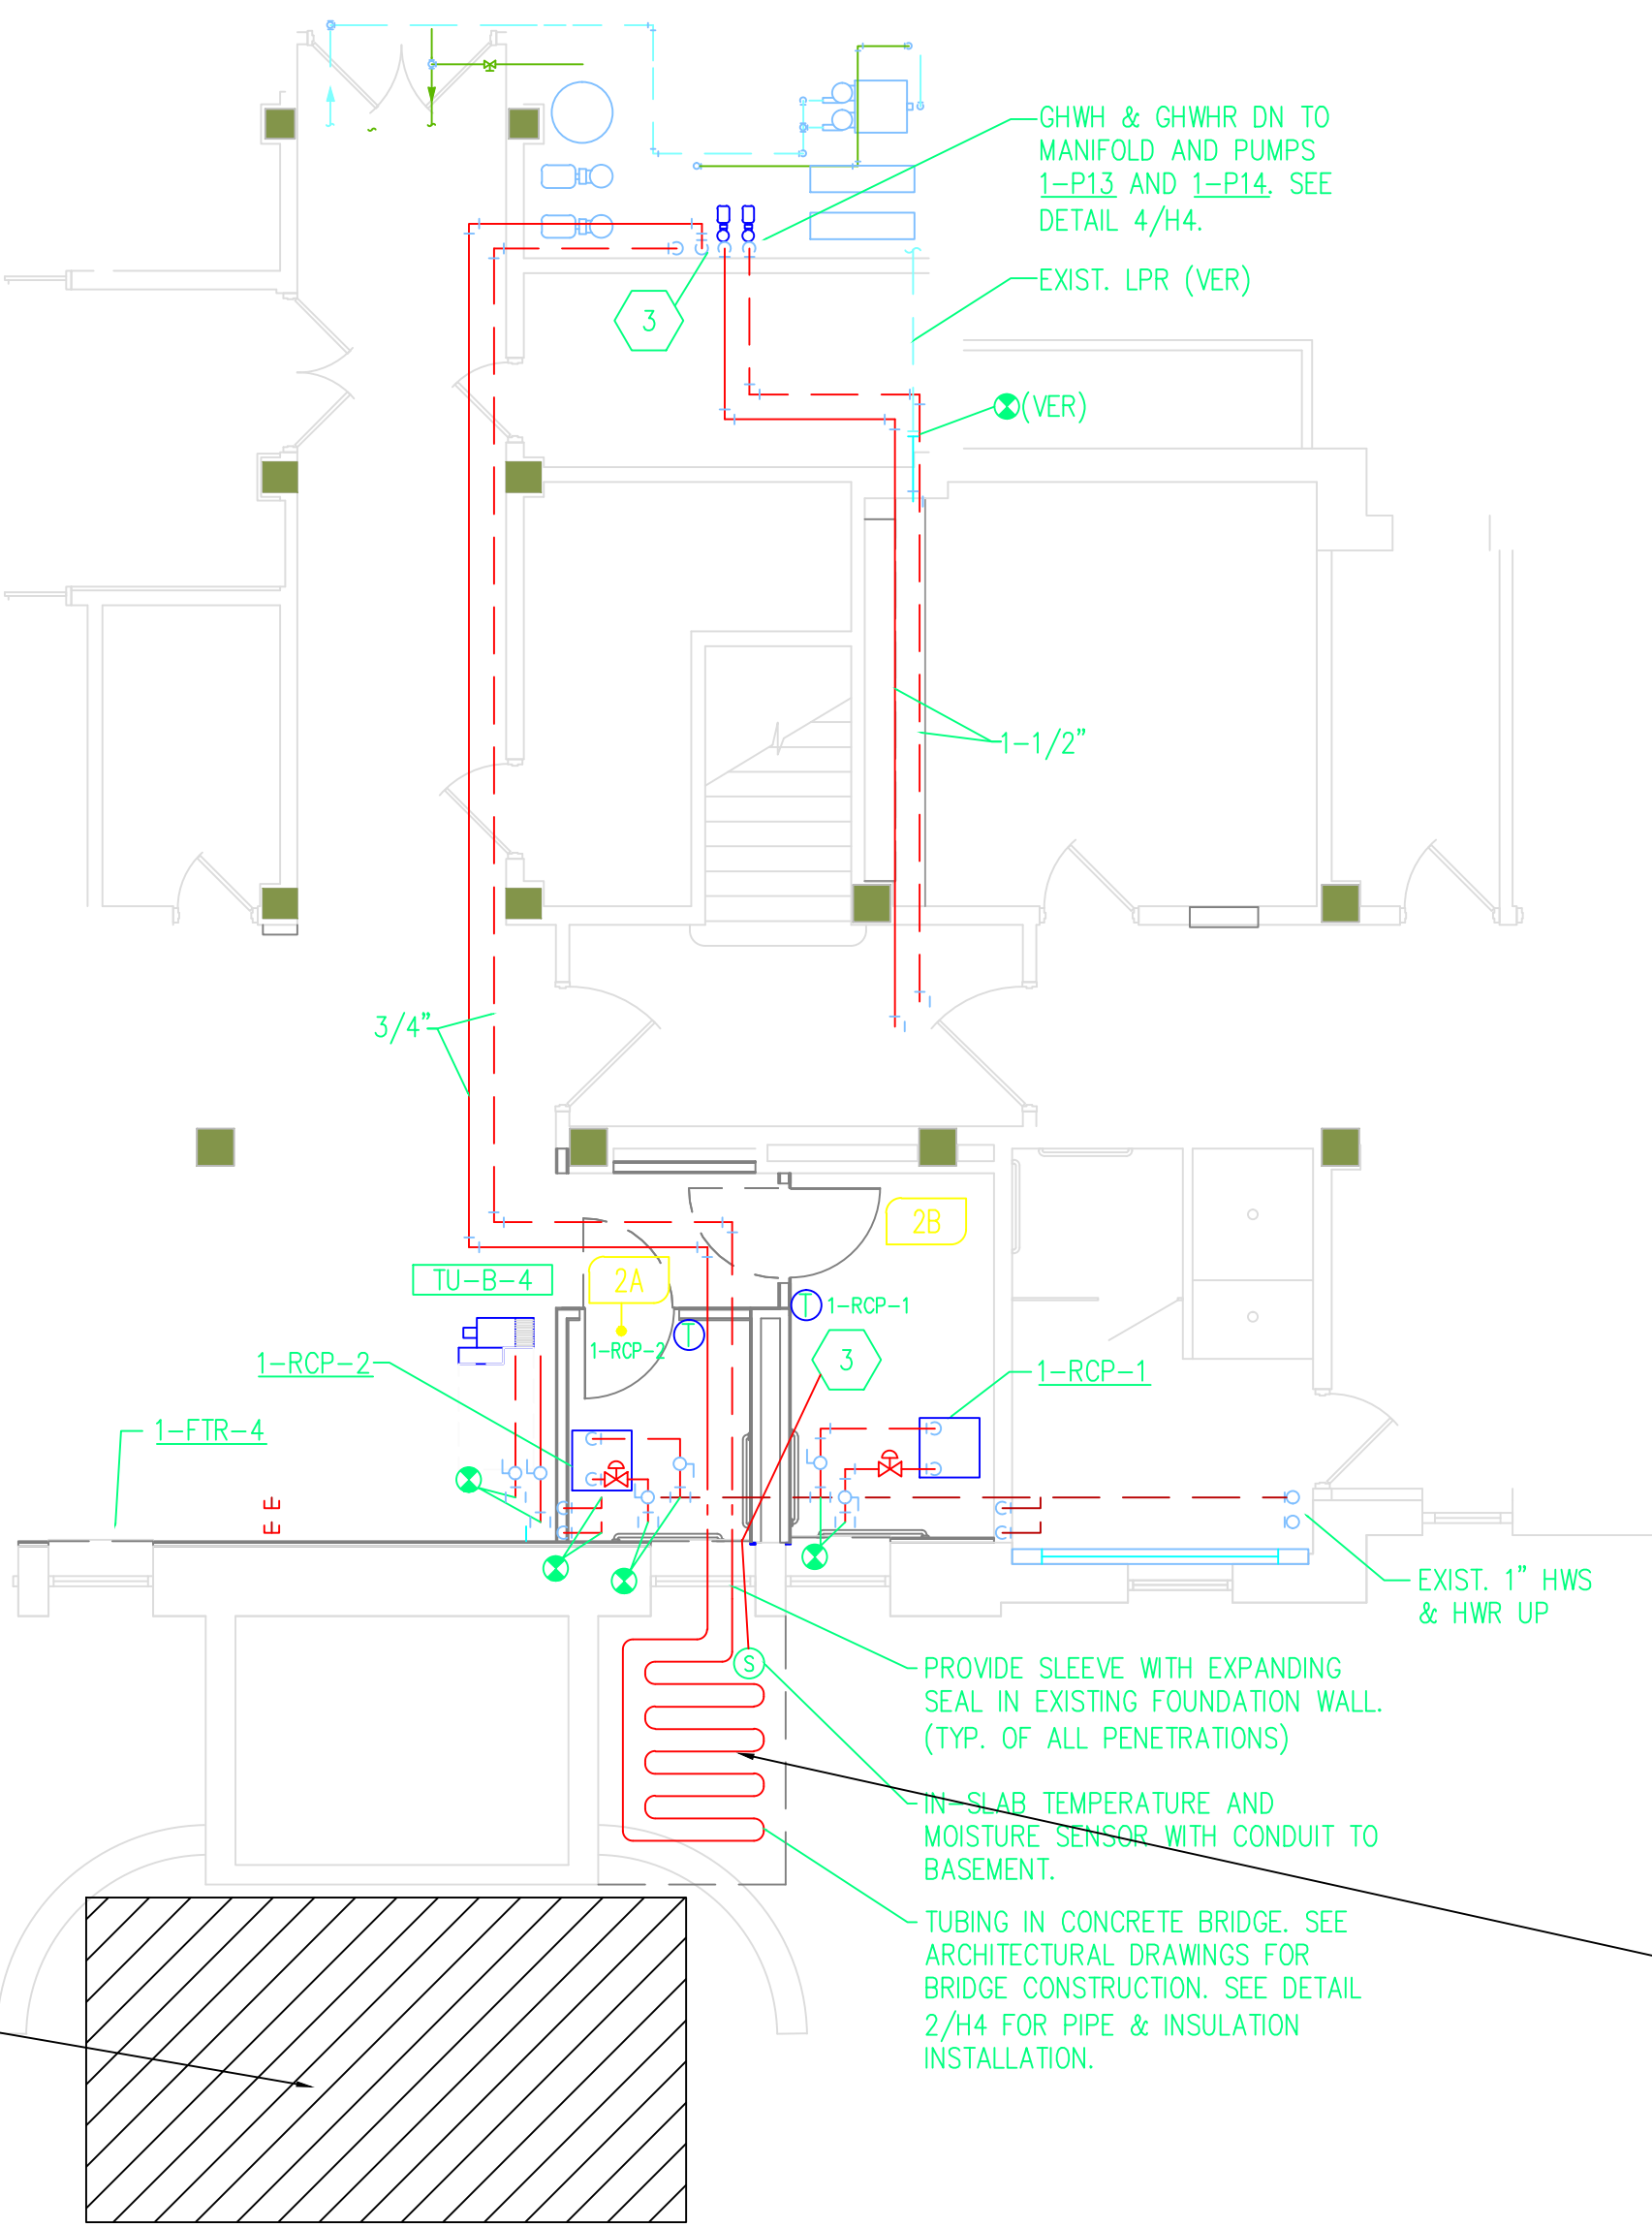 GHWH & GHWHR DN TO
MANIFOLD AND PUMPS
1-P13 AND 1-P14. SEE
DETAIL 4/H4.
EXIST. LPR (VER)
3
(VER)
1-1/2"
3/4"
2B
TU-B-4
2A
T
1-RCP-1
1-RCP-2
T
3
1-RCP-2
1-RCP-1
1-FTR-4
EXIST. 1" HWS
& HWR UP
S
PROVIDE SLEEVE WITH EXPANDING
SEAL IN EXISTING FOUNDATION WALL.
(TYP. OF ALL PENETRATIONS)
IN-SLAB TEMPERATURE AND
MOISTURE SENSOR WITH CONDUIT TO
BASEMENT.
TUBING IN CONCRETE BRIDGE. SEE
ARCHITECTURAL DRAWINGS FOR
BRIDGE CONSTRUCTION. SEE DETAIL
2/H4 FOR PIPE & INSULATION
INSTALLATION.